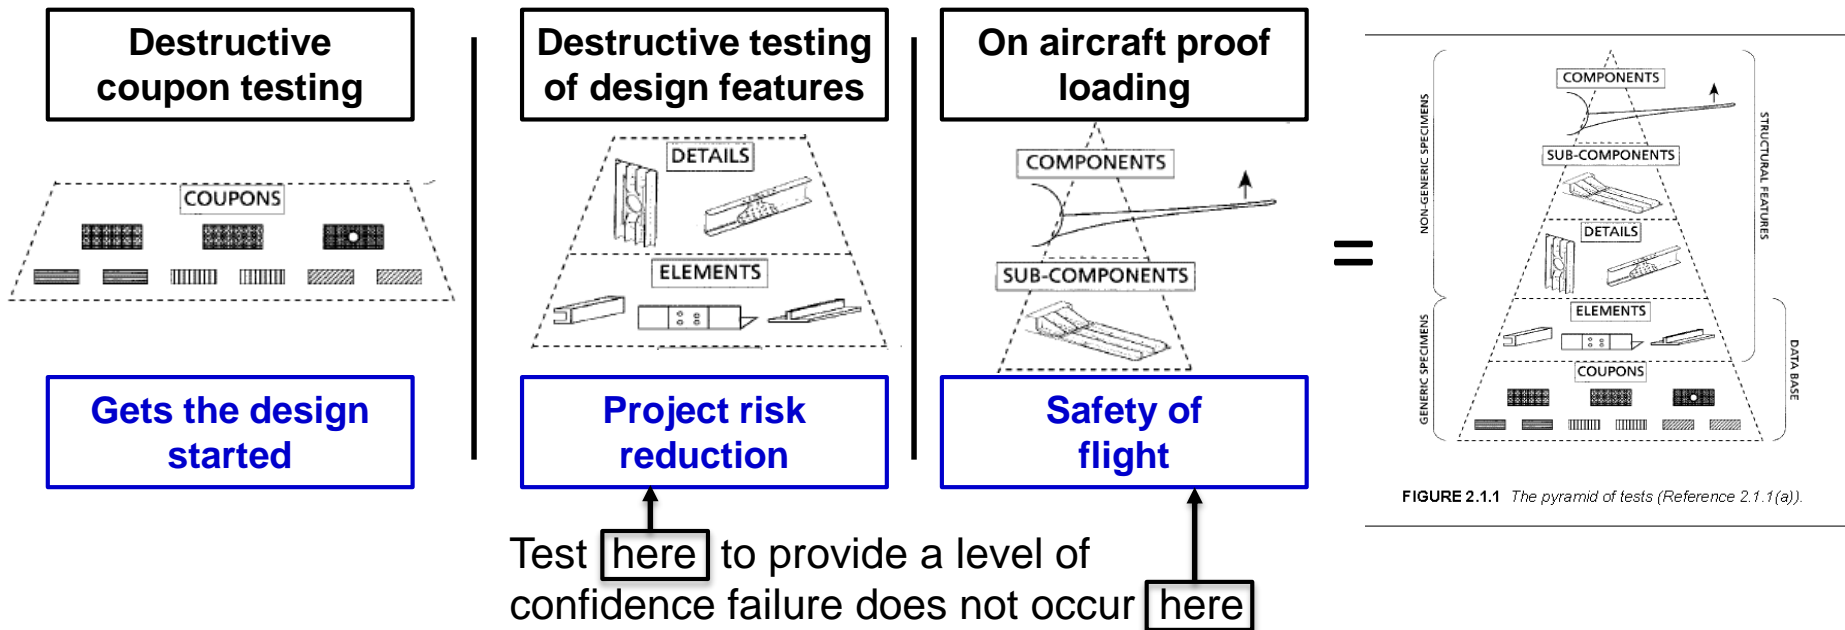 Destructive
coupon testing
COUPONS
Gets the design
started
Destructive testing
of design features
DETAILS
ELEMENTS
Project risk
reduction
On aircraft proof
loading
COMPONENTS
SUB-COMPONENTS
Safety of
flight
Test here to provide a level of
confidence failure does not occur here
=
COMPONENTS
SUB-COMPONENTS
DETAILS
ELEMENTS
COUPONS
NON-GENERIC SPECIMENS
GENERIC SPECIMENS
STRUCTURAL FEATURES
DATA BASE
FIGURE 2.1.1 The pyramid of tests (Reference 2.1.1(a)).